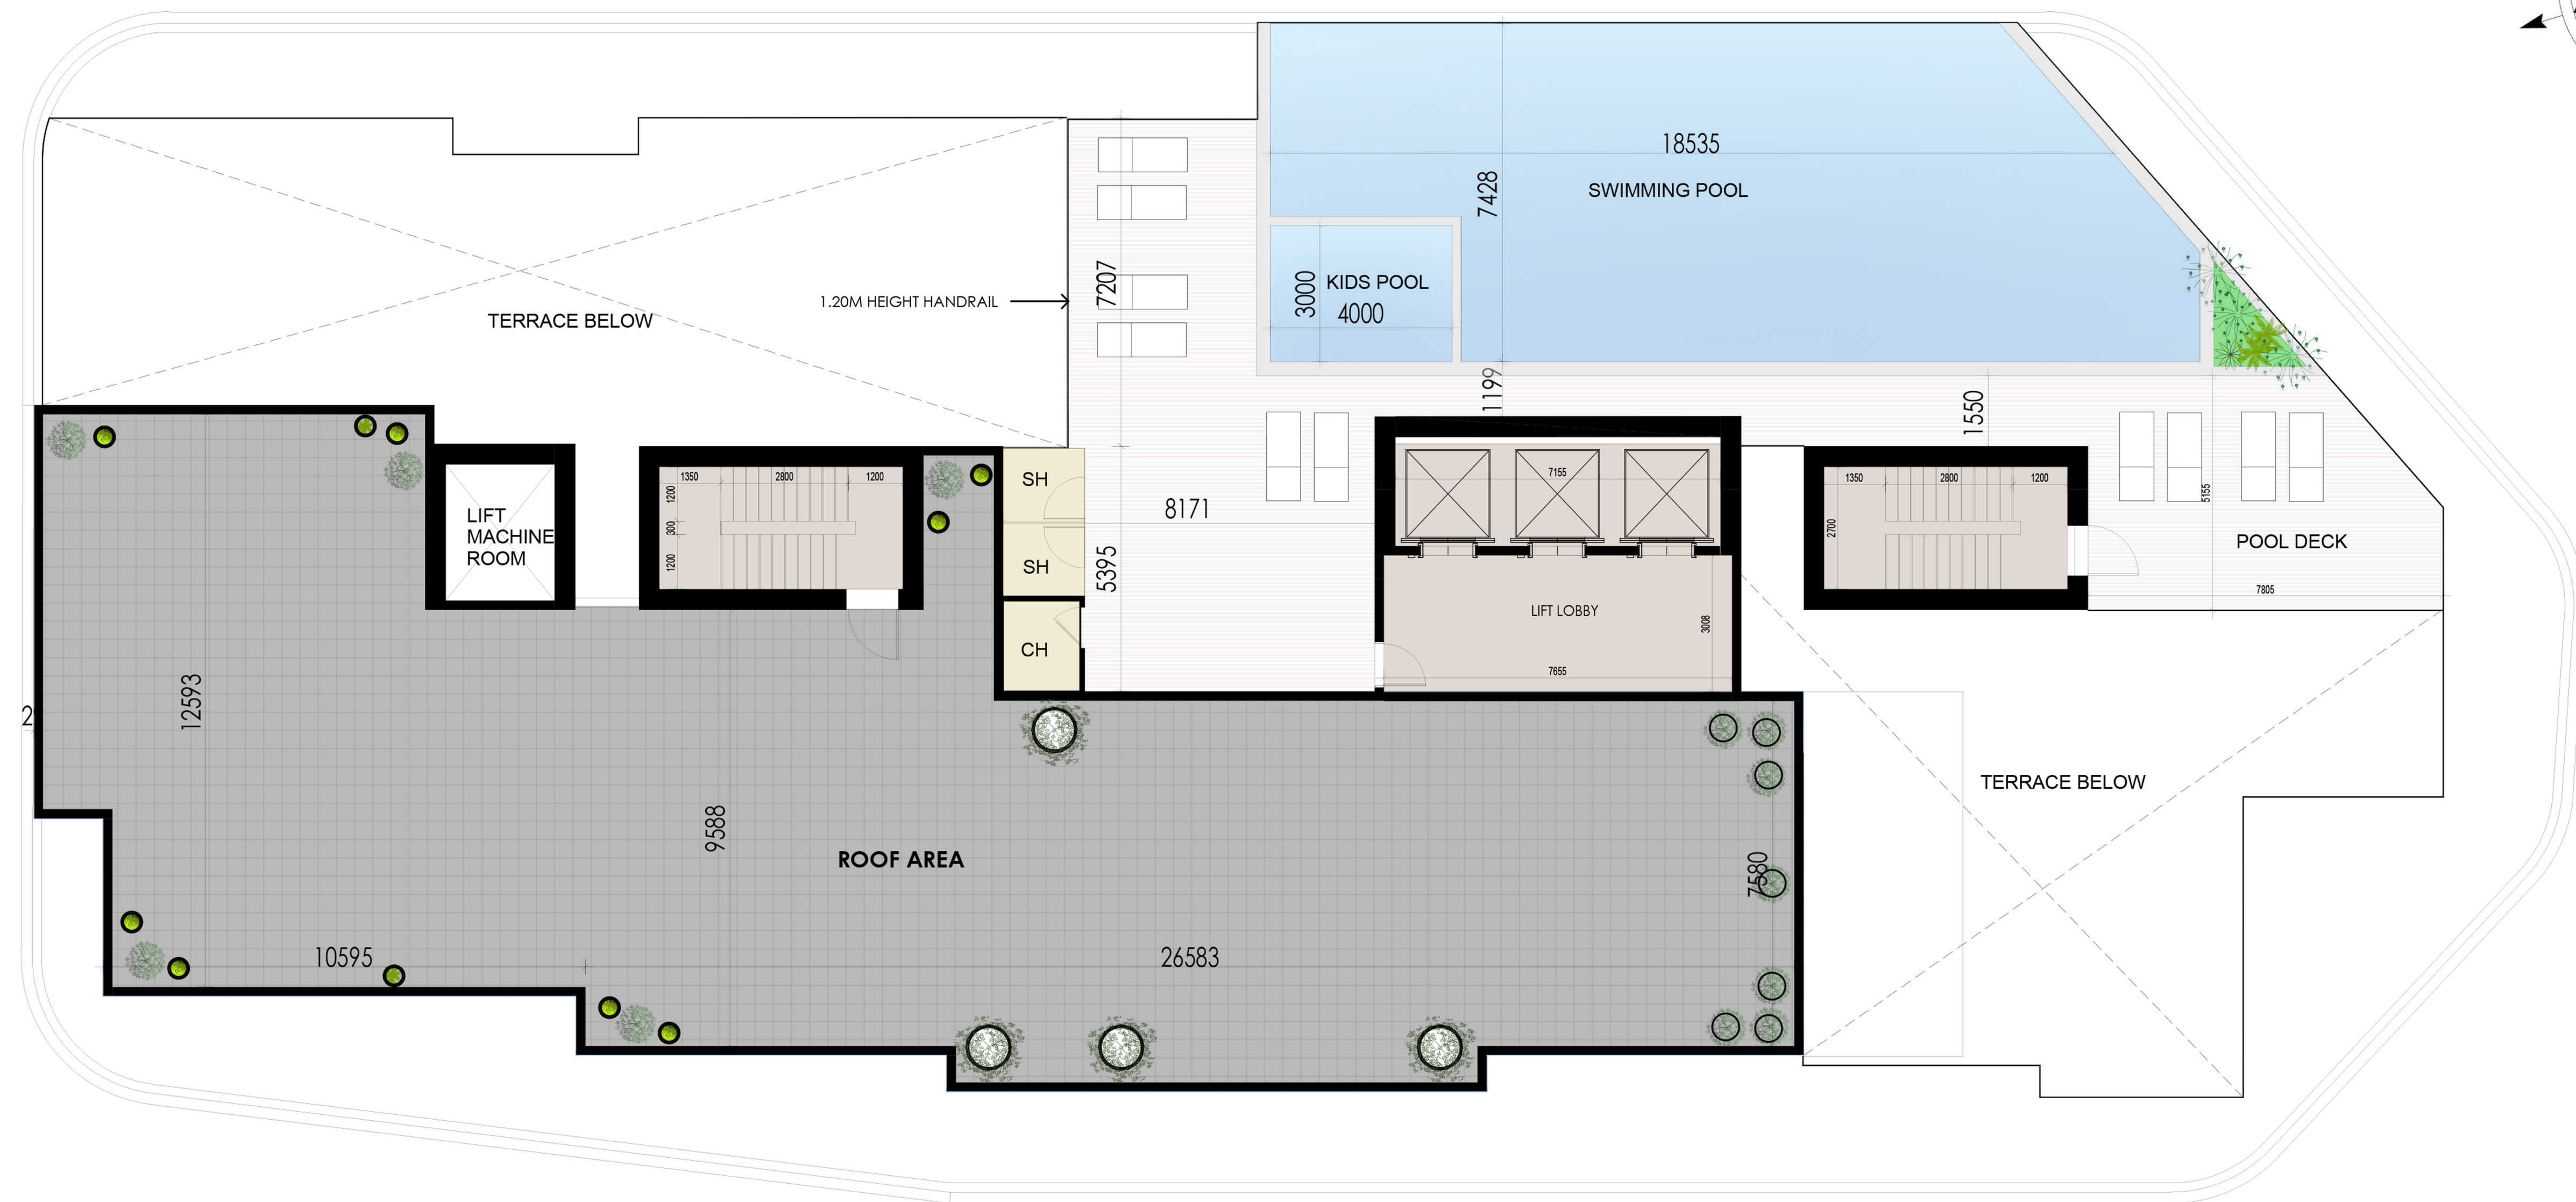 18535
SWIMMING POOL
7428
7207
3000
KIDS POOL
4000
1.20M HEIGHT HANDRAIL
TERRACE BELOW
1199
1550
SH
SH
CH
8171
5395
LIFT
MACHINE
ROOM
1350
2800
1200
1200
300
1200
7155
LIFT LOBBY
3008
7655
1350
2800
1200
2700
5155
POOL DECK
7805
12593
9588
ROOF AREA
7580
TERRACE BELOW
10595
26583